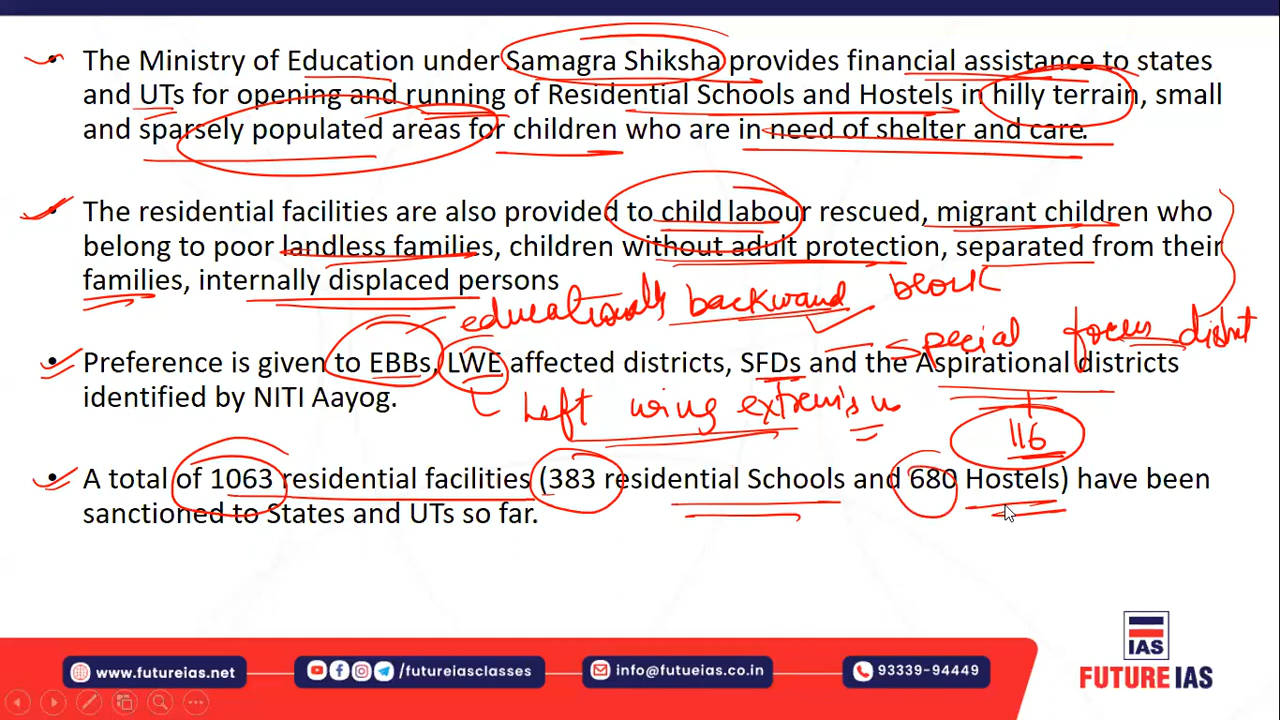 The Ministry of Education under Samagra Shiksha provides financial assistance to states
and UTs for opening and running of Residential Schools and Hostels in hilly terrain, small
and sparsely populated areas for children who are in need of shelter and care.
The residential facilities are also provided to child labour rescued, migrant children who
belong to poor landless families, children without adult protection, separated from their
families, internally displaced persons
educationally backward block
special focus district
Preference is given to EBBs, LWE affected districts, SFDs and the Aspirational districts
identified by NITI Aayog.
Left wing extremism
116
A total of 1063 residential facilities (383 residential Schools and 680 Hostels) have been
sanctioned to States and UTs so far.
www.futureias.net
/futureiasclasses
info@futueias.co.in
93339-94449
IAS
FUTURE IAS